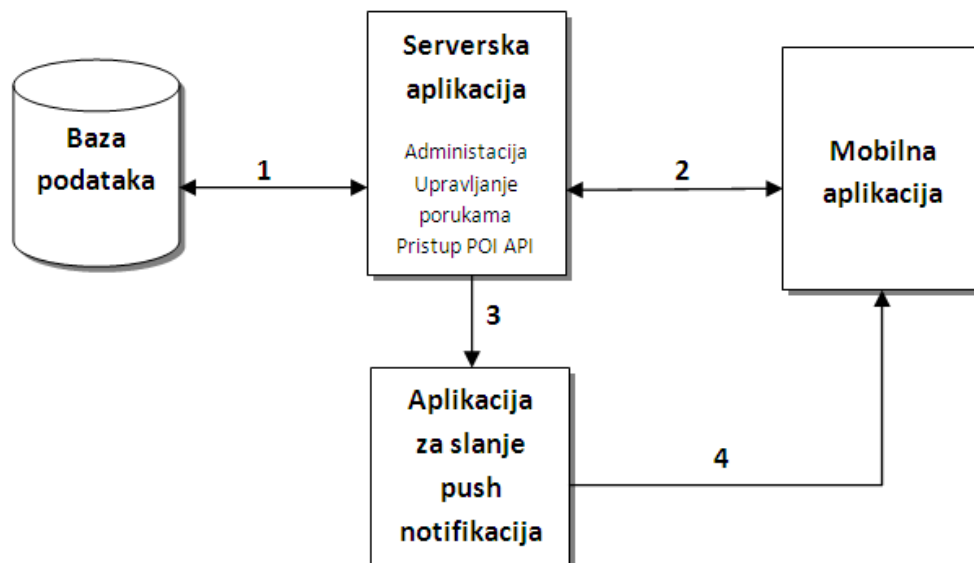 Baza
podataka
1
Serverska
aplikacija
Administacija
Upravljanje
porukama
Pristup POI API
2
Mobilna
aplikacija
3
Aplikacija
za slanje
push
notifikacija
4